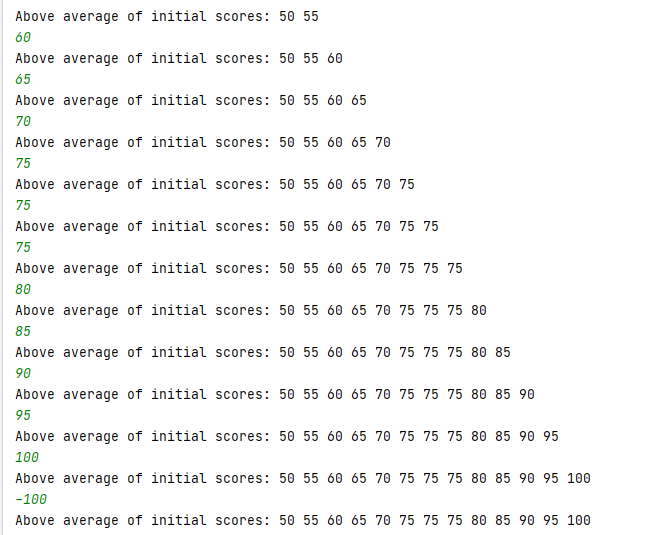 Above average of initial scores: 50 55
60
Above average of initial scores: 50 55 60
65
Above average of initial scores: 50 55 60 65
70
Above average of initial scores: 50 55 60 65 70
75
Above average of initial scores: 50 55 60 65 70 75
75
Above average of initial scores: 50 55 60 65 70 75 75
75
Above average of initial scores: 50 55 60 65 70 75 75 75
80
Above average of initial scores: 50 55 60 65 70 75 75 75 80
85
Above average of initial scores: 50 55 60 65 70 75 75 75 80 85
90
Above average of initial scores: 50 55 60 65 70 75 75 75 80 85 90
95
Above average of initial scores: 50 55 60 65 70 75 75 75 80 85 90 95
100
Above average of initial scores: 50 55 60 65 70 75 75 75 80 85 90 95 100
-100
Above average of initial scores: 50 55 60 65 70 75 75 75 80 85 90 95 100